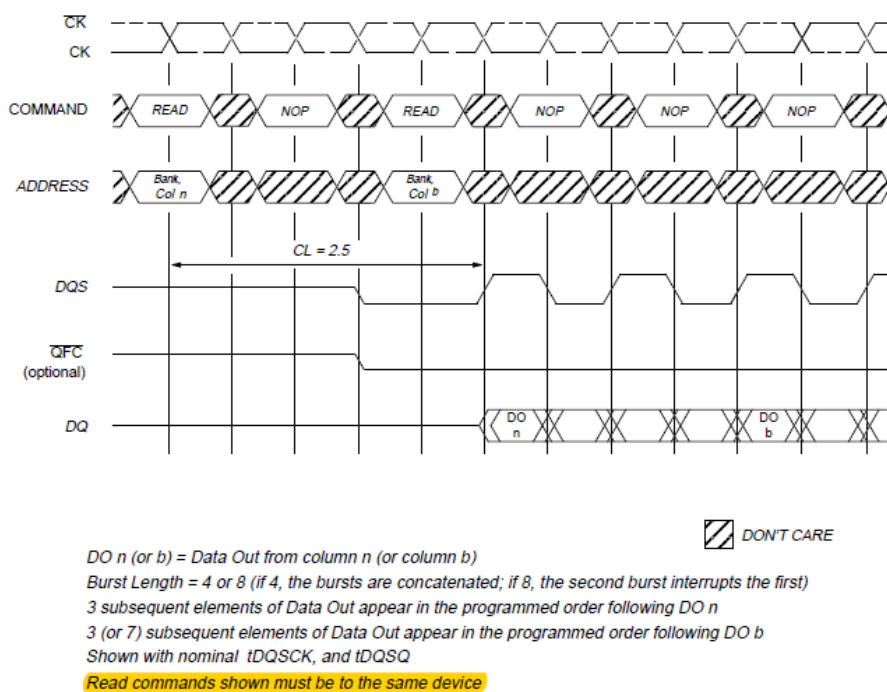 CK
CK
COMMAND
READ
NOP
READ
NOP
NOP
NOP
ADDRESS
Bank,
Col n
Bank,
Col b
CL = 2.5
DQS
QFC
(optional)
DQ
DO
n
DO
b
DON'T CARE
DO n (or b) = Data Out from column n (or column b)
Burst Length = 4 or 8 (if 4, the bursts are concatenated; if 8, the second burst interrupts the first)
3 subsequent elements of Data Out appear in the programmed order following DO n
3 (or 7) subsequent elements of Data Out appear in the programmed order following DO b
Shown with nominal tDQSCK, and tDQSQ
Read commands shown must be to the same device